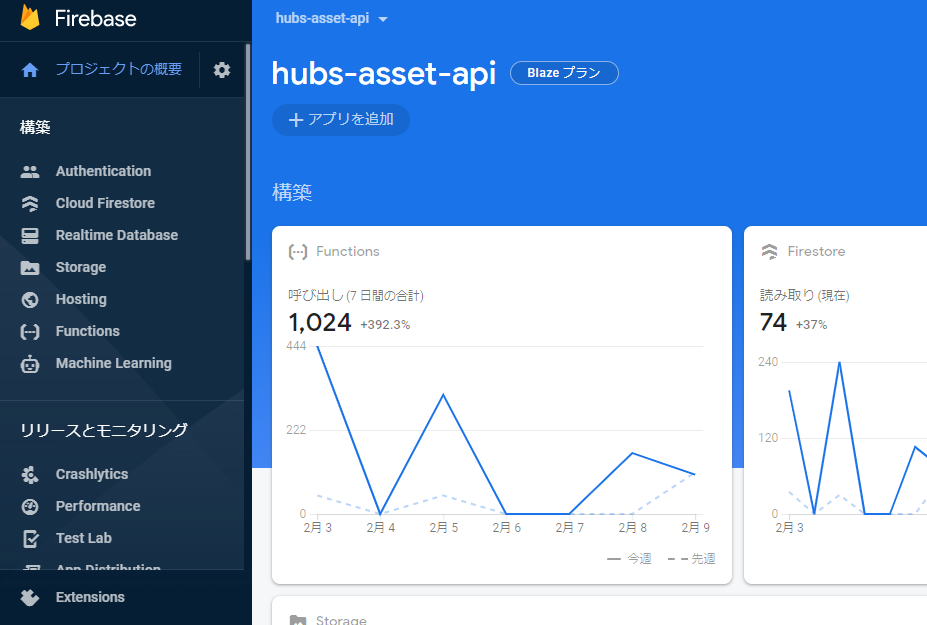 Firebase
プロジェクトの概要
構築
Authentication
Cloud Firestore
Realtime Database
Storage
Hosting
Functions
Machine Learning
リリースとモニタリング
Crashlytics
Performance
Test Lab
App Distribution
Extensions
hubs-asset-api
hubs-asset-api Blaze プラン
＋アプリを追加
構築
Functions
呼び出し (7 日間の合計)
1,024 +392.3%
444
222
0
2月 3 2月 4 2月 5 2月 6 2月 7 2月 8 2月 9
今週 先週
Firestore
読み取り (現在)
74 +37%
240
120
0
2月 3
Storage